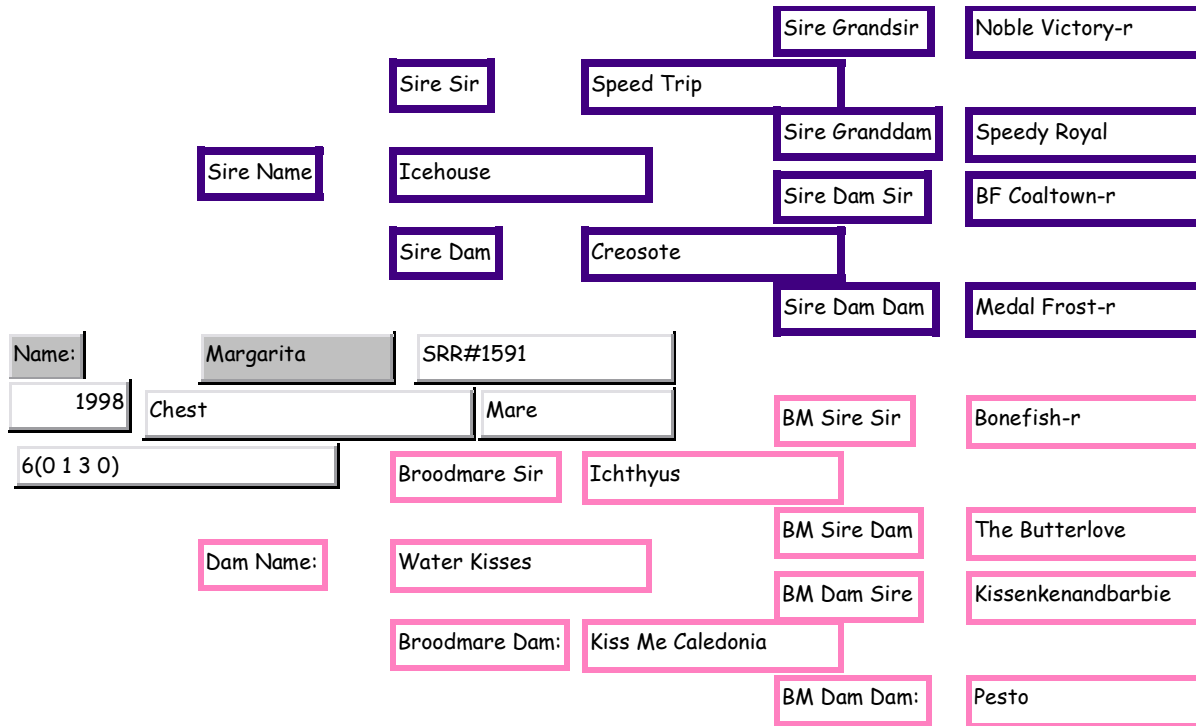 Sire Grandsir Noble Victory-r
Sire Sir Speed Trip
Sire Granddam Speedy Royal
Sire Name Icehouse
Sire Dam Sir BF Coaltown-r
Sire Dam Creosote
Sire Dam Dam Medal Frost-r
Name: Margarita SRR#1591
1998 Chest Mare
BM Sire Sir Bonefish-r
6(0 1 3 0)
Broodmare Sir Ichthyus
BM Sire Dam The Butterlove
Dam Name: Water Kisses
BM Dam Sire Kissenkenandbarbie
Broodmare Dam: Kiss Me Caledonia
BM Dam Dam: Pesto